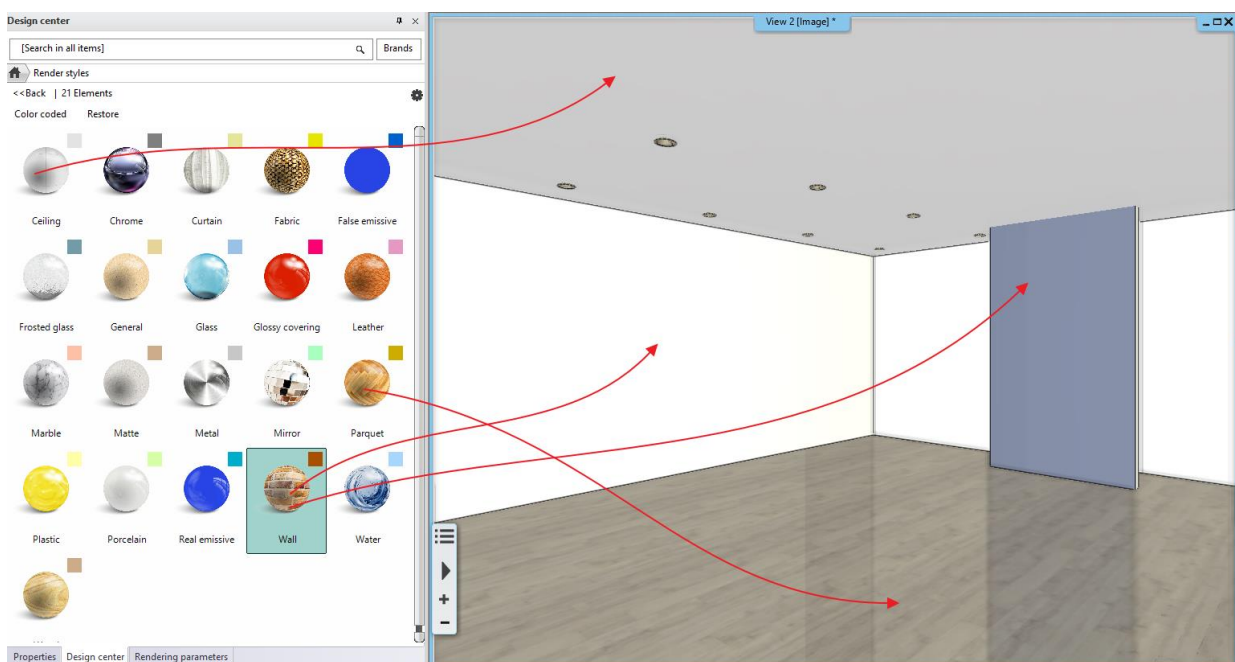 Design center
View 2 [Image] *
[Search in all items]
Brands
Render styles
<<Back | 21 Elements
Color coded Restore
Ceiling Chrome Curtain Fabric False emissive
Frosted glass General Glass Glossy covering Leather
Marble Matte Metal Mirror Parquet
Plastic Porcelain Real emissive Wall Water
Properties Design center Rendering parameters